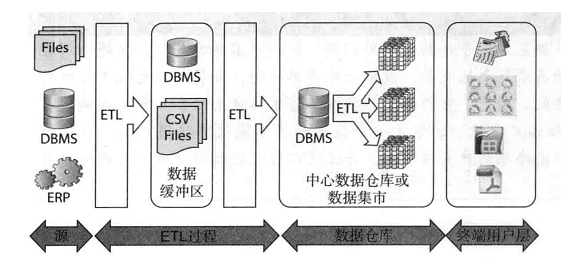 Files
DBMS
ERP
ETL
DBMS
CSV
Files
数据
缓冲区
ETL
DBMS
ETL
中心数据仓库或
数据集市
源
ETL过程
数据仓库
终端用户层